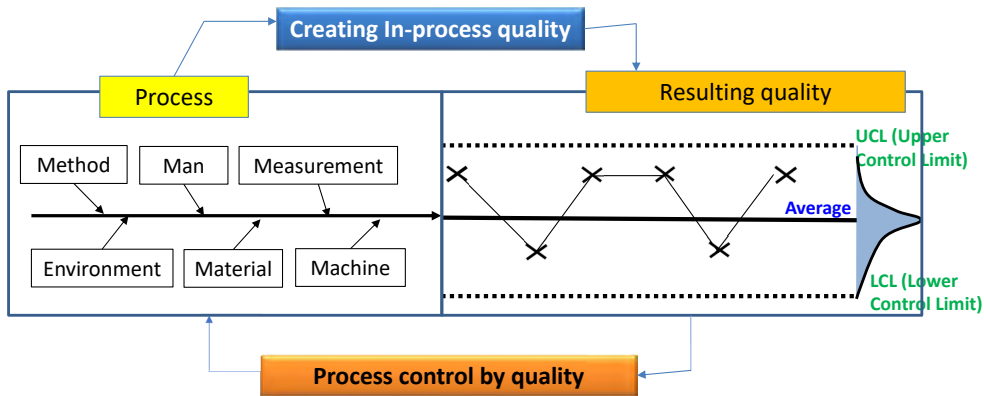 Creating In-process quality
Process
Resulting quality
Method
Man
Measurement
Environment
Material
Machine
UCL (Upper
Control Limit)
Average
LCL (Lower
Control Limit)
Process control by quality